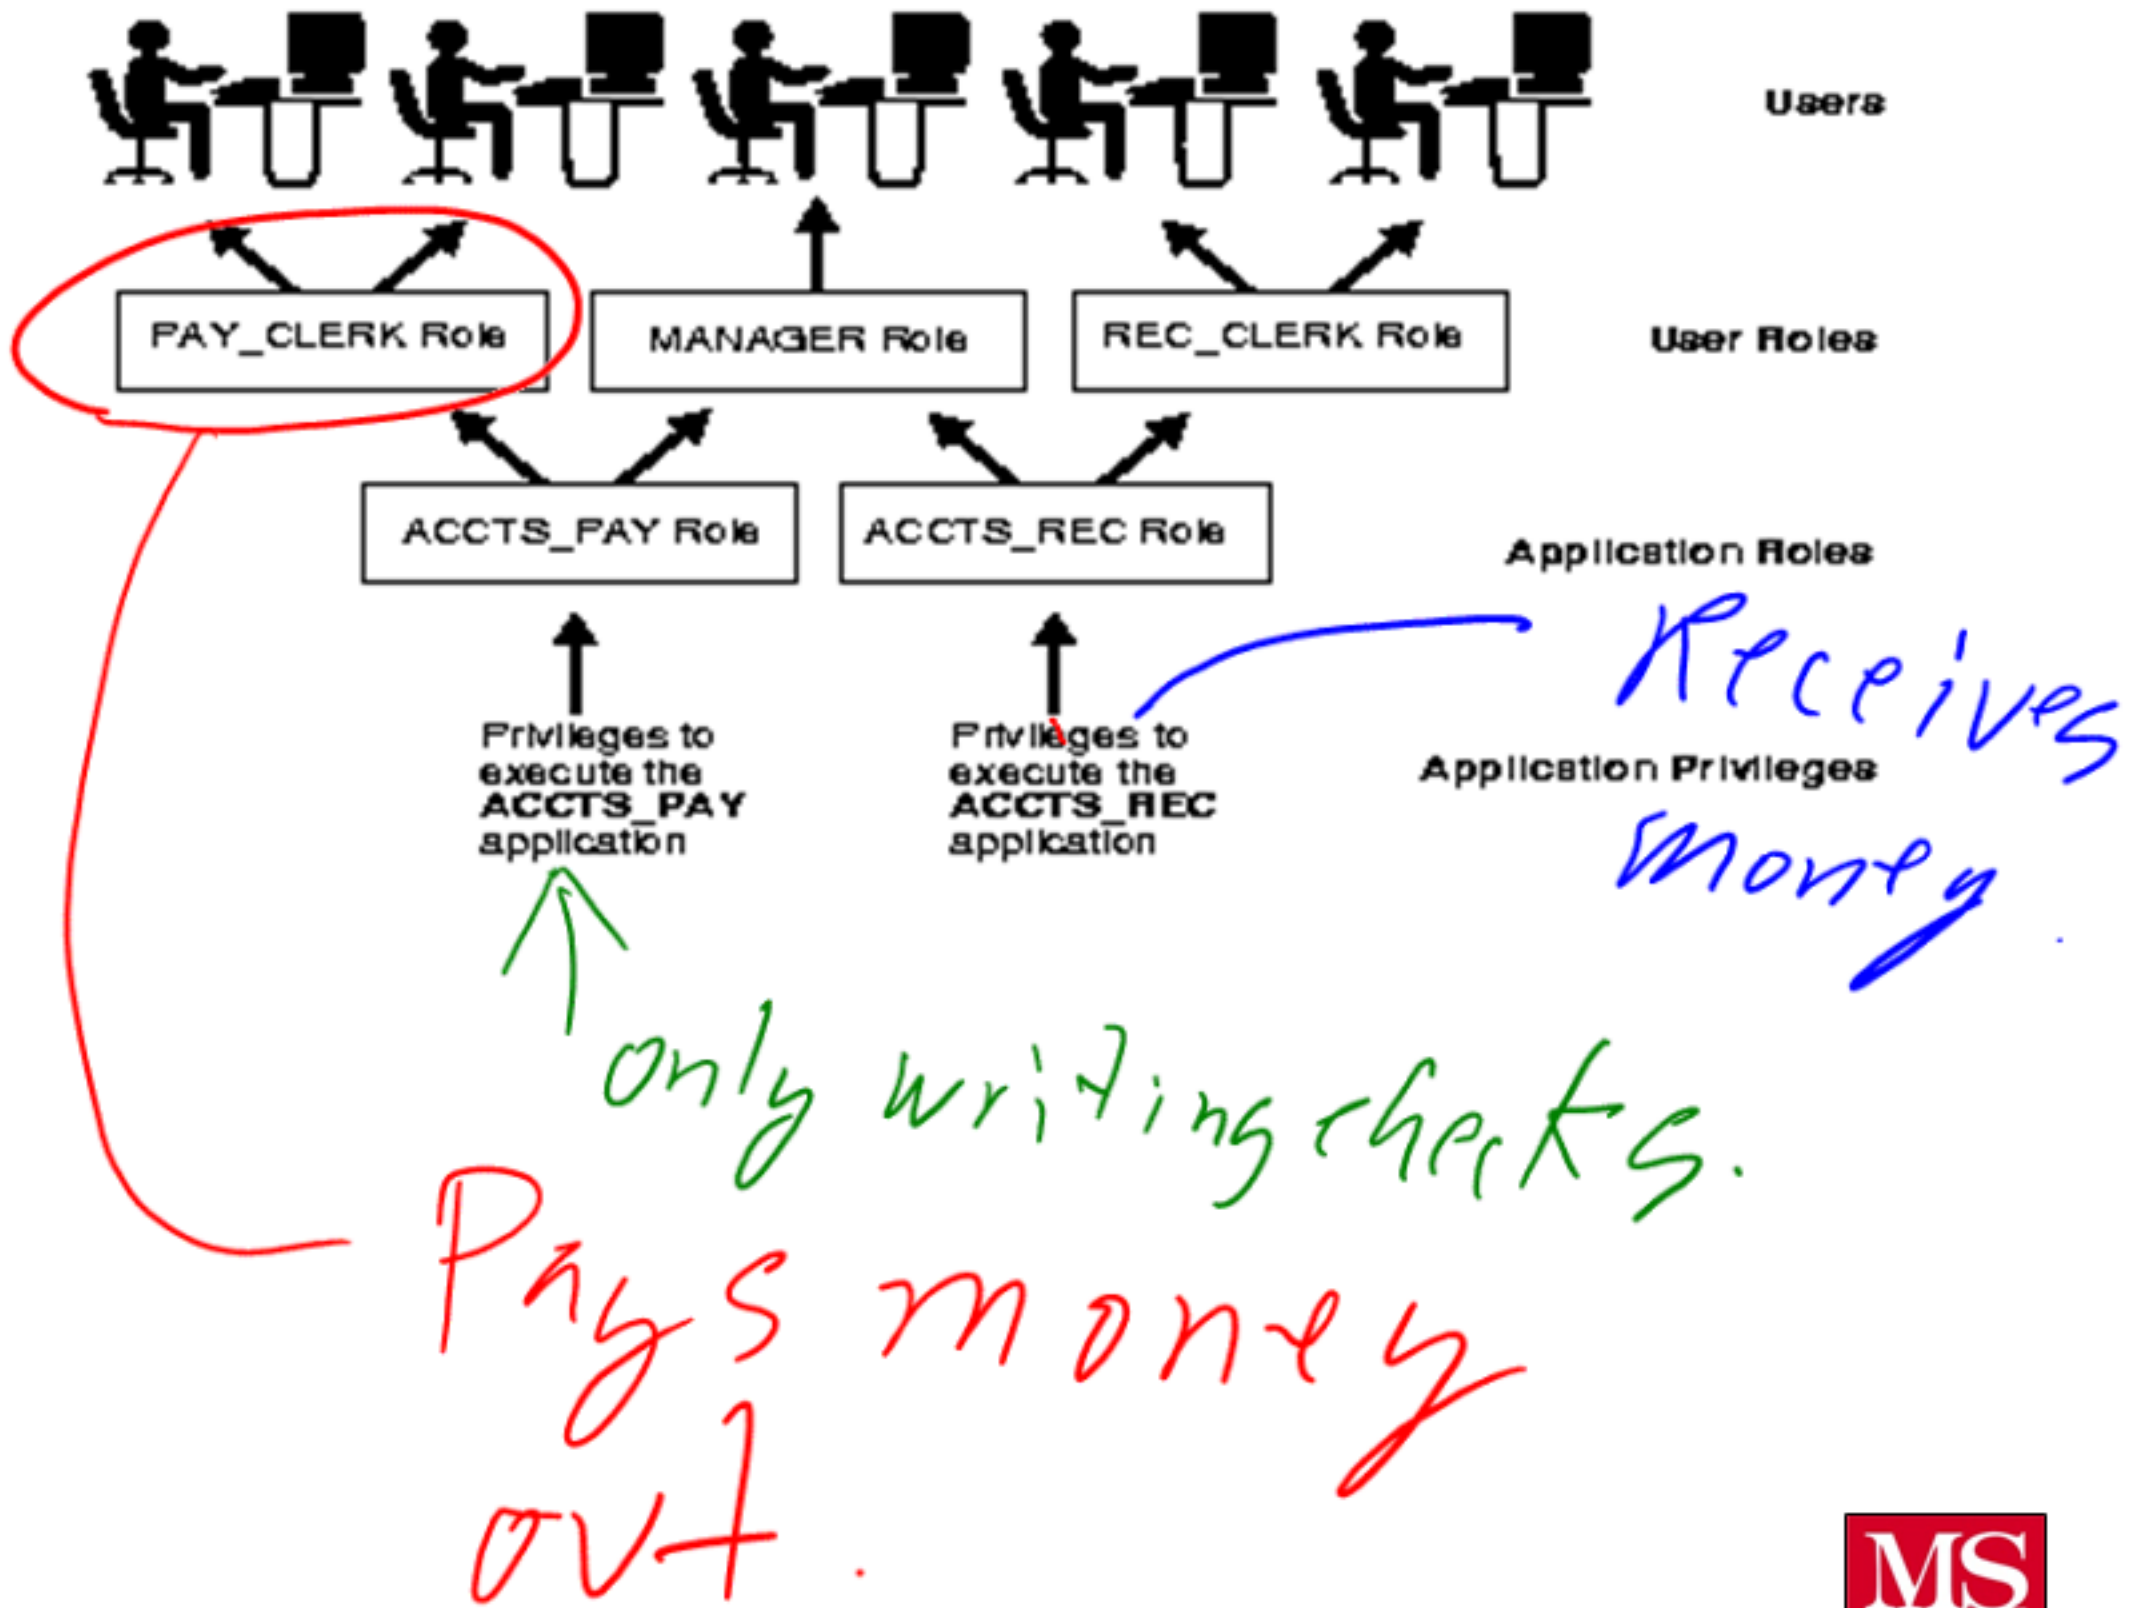 Users
PAY_CLERK Role
MANAGER Role
REC_CLERK Role
User Roles
ACCTS_PAY Role
ACCTS_REC Role
Application Roles
Receives
money.
Privileges to
execute the
ACCTS_PAY
application
Privileges to
execute the
ACCTS_REC
application
Application Privileges
only writing checks.
Pays money
out.
MS